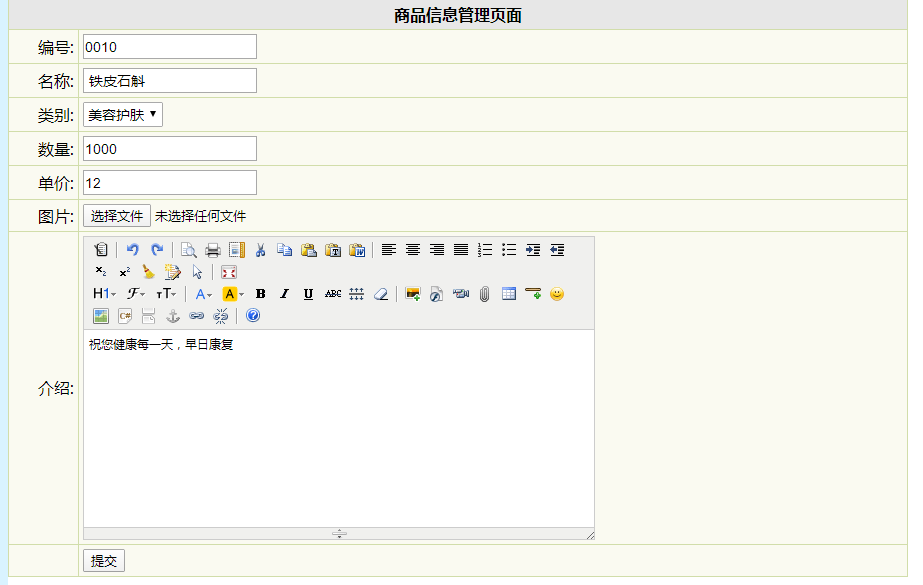 商品信息管理页面
编号: 0010
名称: 铁皮石斛
类别: 美容护肤
数量: 1000
单价: 12
图片: 选择文件 未选择任何文件
H1 F тT A A B I U ABC
C#
介绍: 祝您健康每一天，早日康复
提交